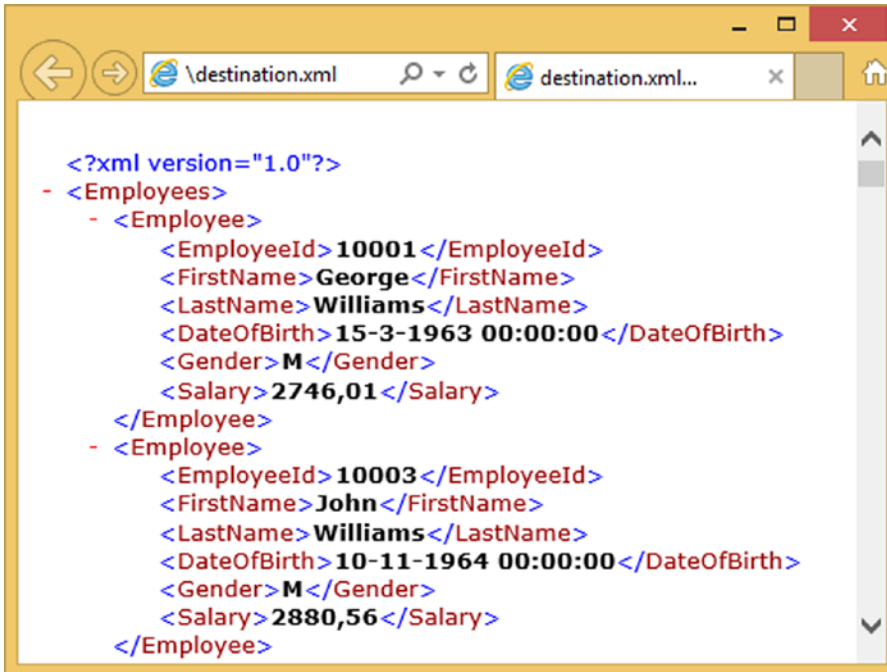 \destination.xml
destination.xml...
<?xml version="1.0"?>
- <Employees>
- <Employee>
<EmployeeId>10001</EmployeeId>
<FirstName>George</FirstName>
<LastName>Williams</LastName>
<DateOfBirth>15-3-1963 00:00:00</DateOfBirth>
<Gender>M</Gender>
<Salary>2746,01</Salary>
</Employee>
- <Employee>
<EmployeeId>10003</EmployeeId>
<FirstName>John</FirstName>
<LastName>Williams</LastName>
<DateOfBirth>10-11-1964 00:00:00</DateOfBirth>
<Gender>M</Gender>
<Salary>2880,56</Salary>
</Employee>